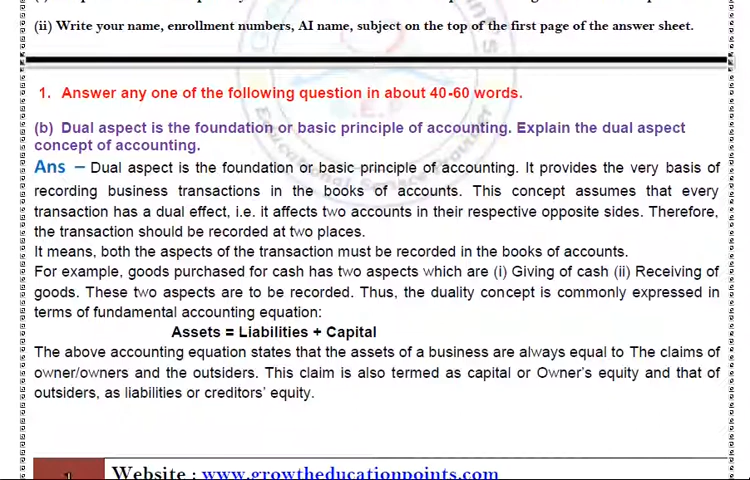 (ii) Write your name, enrollment numbers, AI name, subject on the top of the first page of the answer sheet.
1. Answer any one of the following question in about 40-60 words.
(b) Dual aspect is the foundation or basic principle of accounting. Explain the dual aspect
concept of accounting.
Ans – Dual aspect is the foundation or basic principle of accounting. It provides the very basis of
recording business transactions in the books of accounts. This concept assumes that every
transaction has a dual effect, i.e. it affects two accounts in their respective opposite sides. Therefore,
the transaction should be recorded at two places.
It means, both the aspects of the transaction must be recorded in the books of accounts.
For example, goods purchased for cash has two aspects which are (i) Giving of cash (ii) Receiving of
goods. These two aspects are to be recorded. Thus, the duality concept is commonly expressed in
terms of fundamental accounting equation:
Assets = Liabilities + Capital
The above accounting equation states that the assets of a business are always equal to The claims of
owner/owners and the outsiders. This claim is also termed as capital or Owner's equity and that of
outsiders, as liabilities or creditors' equity.
1 Website : www.growtheducationpoints.com